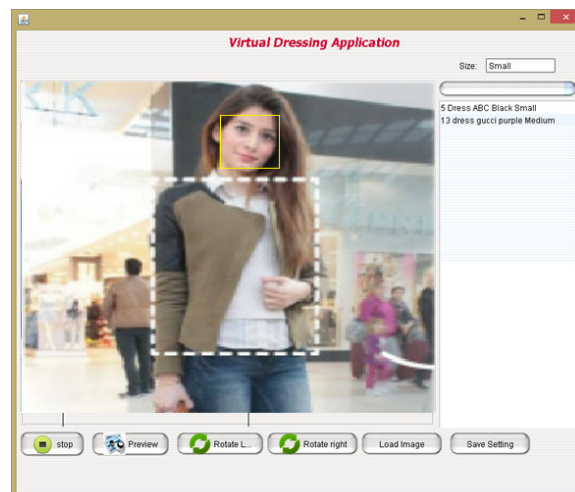 Virtual Dressing Application
Size: Small
5 Dress ABC Black Small
13 dress gucci purple Medium
stop
Preview
Rotate L...
Rotate right
Load Image
Save Setting